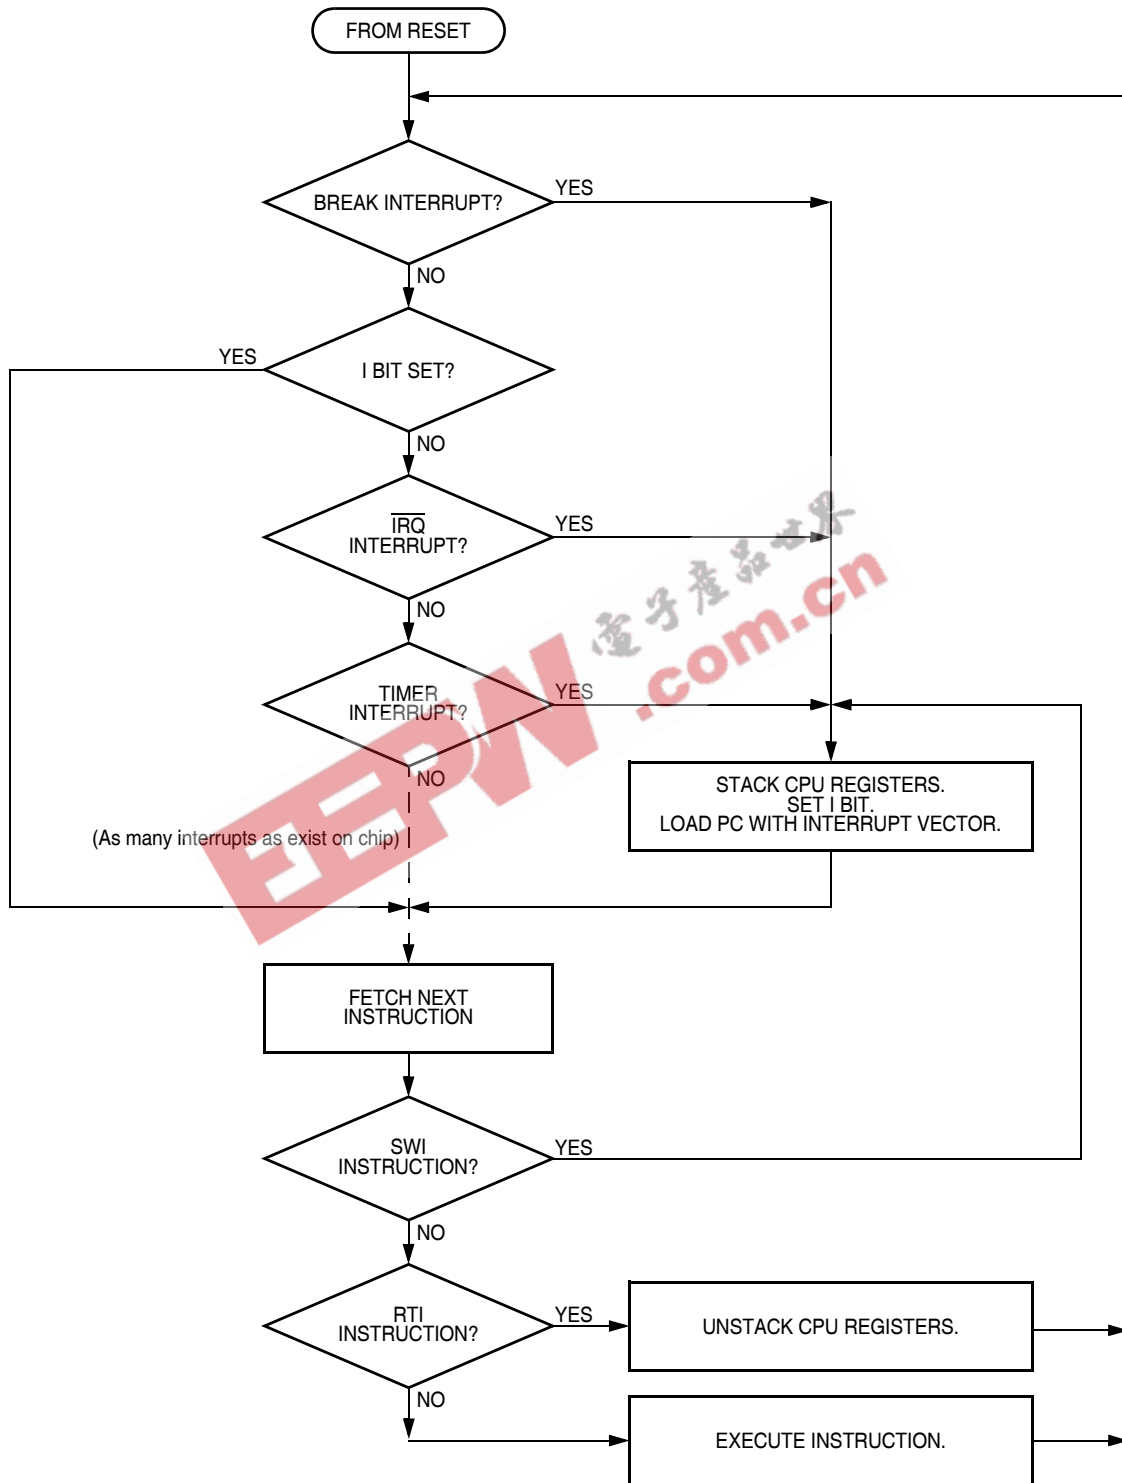 FROM RESET
BREAK INTERRUPT?
YES
NO
YES
I BIT SET?
NO
IRQ
INTERRUPT?
YES
NO
TIMER
INTERRUPT?
YES
NO
STACK CPU REGISTERS.
SET I BIT.
LOAD PC WITH INTERRUPT VECTOR.
(As many interrupts as exist on chip)
FETCH NEXT
INSTRUCTION
SWI
INSTRUCTION?
YES
NO
RTI
INSTRUCTION?
YES
UNSTACK CPU REGISTERS.
NO
EXECUTE INSTRUCTION.
EEPW
電子產品世界
.com.cn